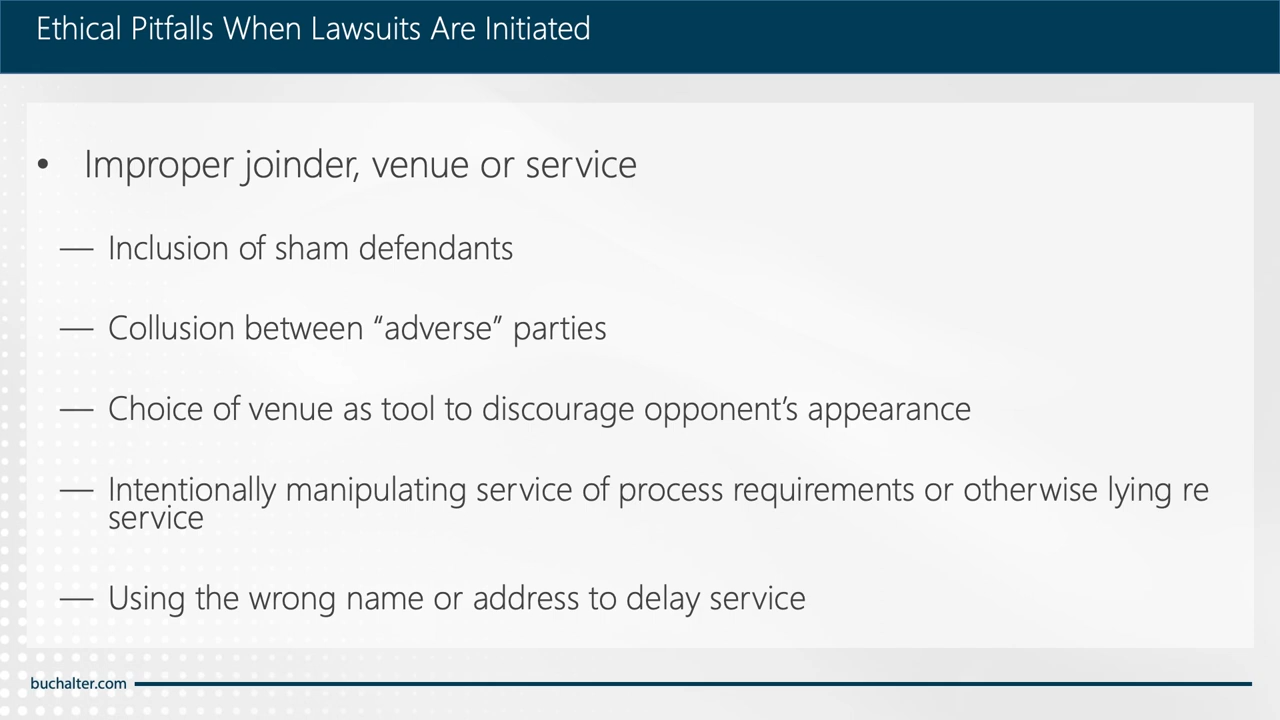 Ethical Pitfalls When Lawsuits Are Initiated
• Improper joinder, venue or service
— Inclusion of sham defendants
— Collusion between “adverse” parties
— Choice of venue as tool to discourage opponent’s appearance
— Intentionally manipulating service of process requirements or otherwise lying re
service
— Using the wrong name or address to delay service
buchalter.com